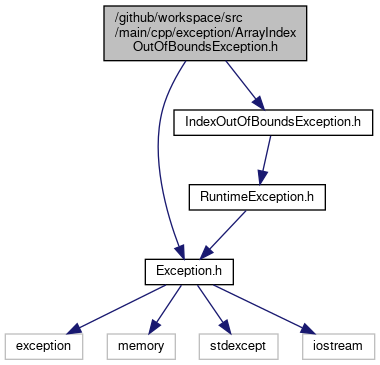 /github/workspace/src
/main/cpp/exception/ArrayIndex
OutOfBoundsException.h
IndexOutOfBoundsException.h
RuntimeException.h
Exception.h
exception
memory
stdexcept
iostream